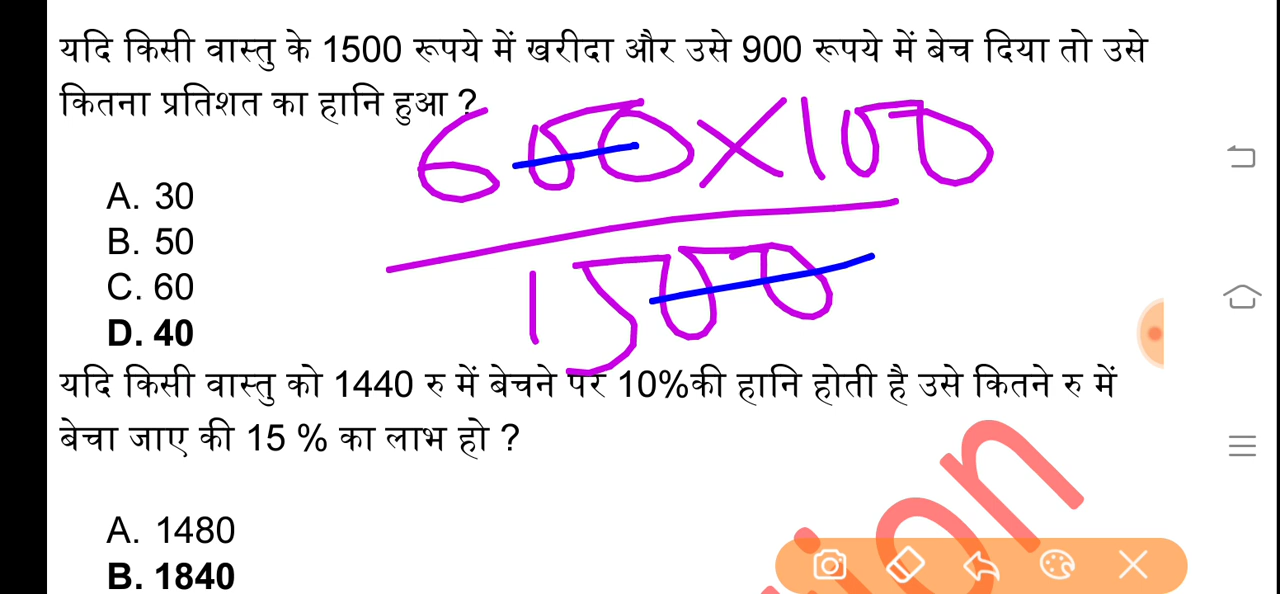 यदि किसी वास्तु के 1500 रूपये में खरीदा और उसे 900 रूपये में बेच दिया तो उसे
कितना प्रतिशत का हानि हुआ ?
600×100
1500
A. 30
B. 50
C. 60
D. 40
यदि किसी वास्तु को 1440 रु में बेचने पर 10%की हानि होती है उसे कितने रु में
बेचा जाए की 15 % का लाभ हो ?
A. 1480
B. 1840